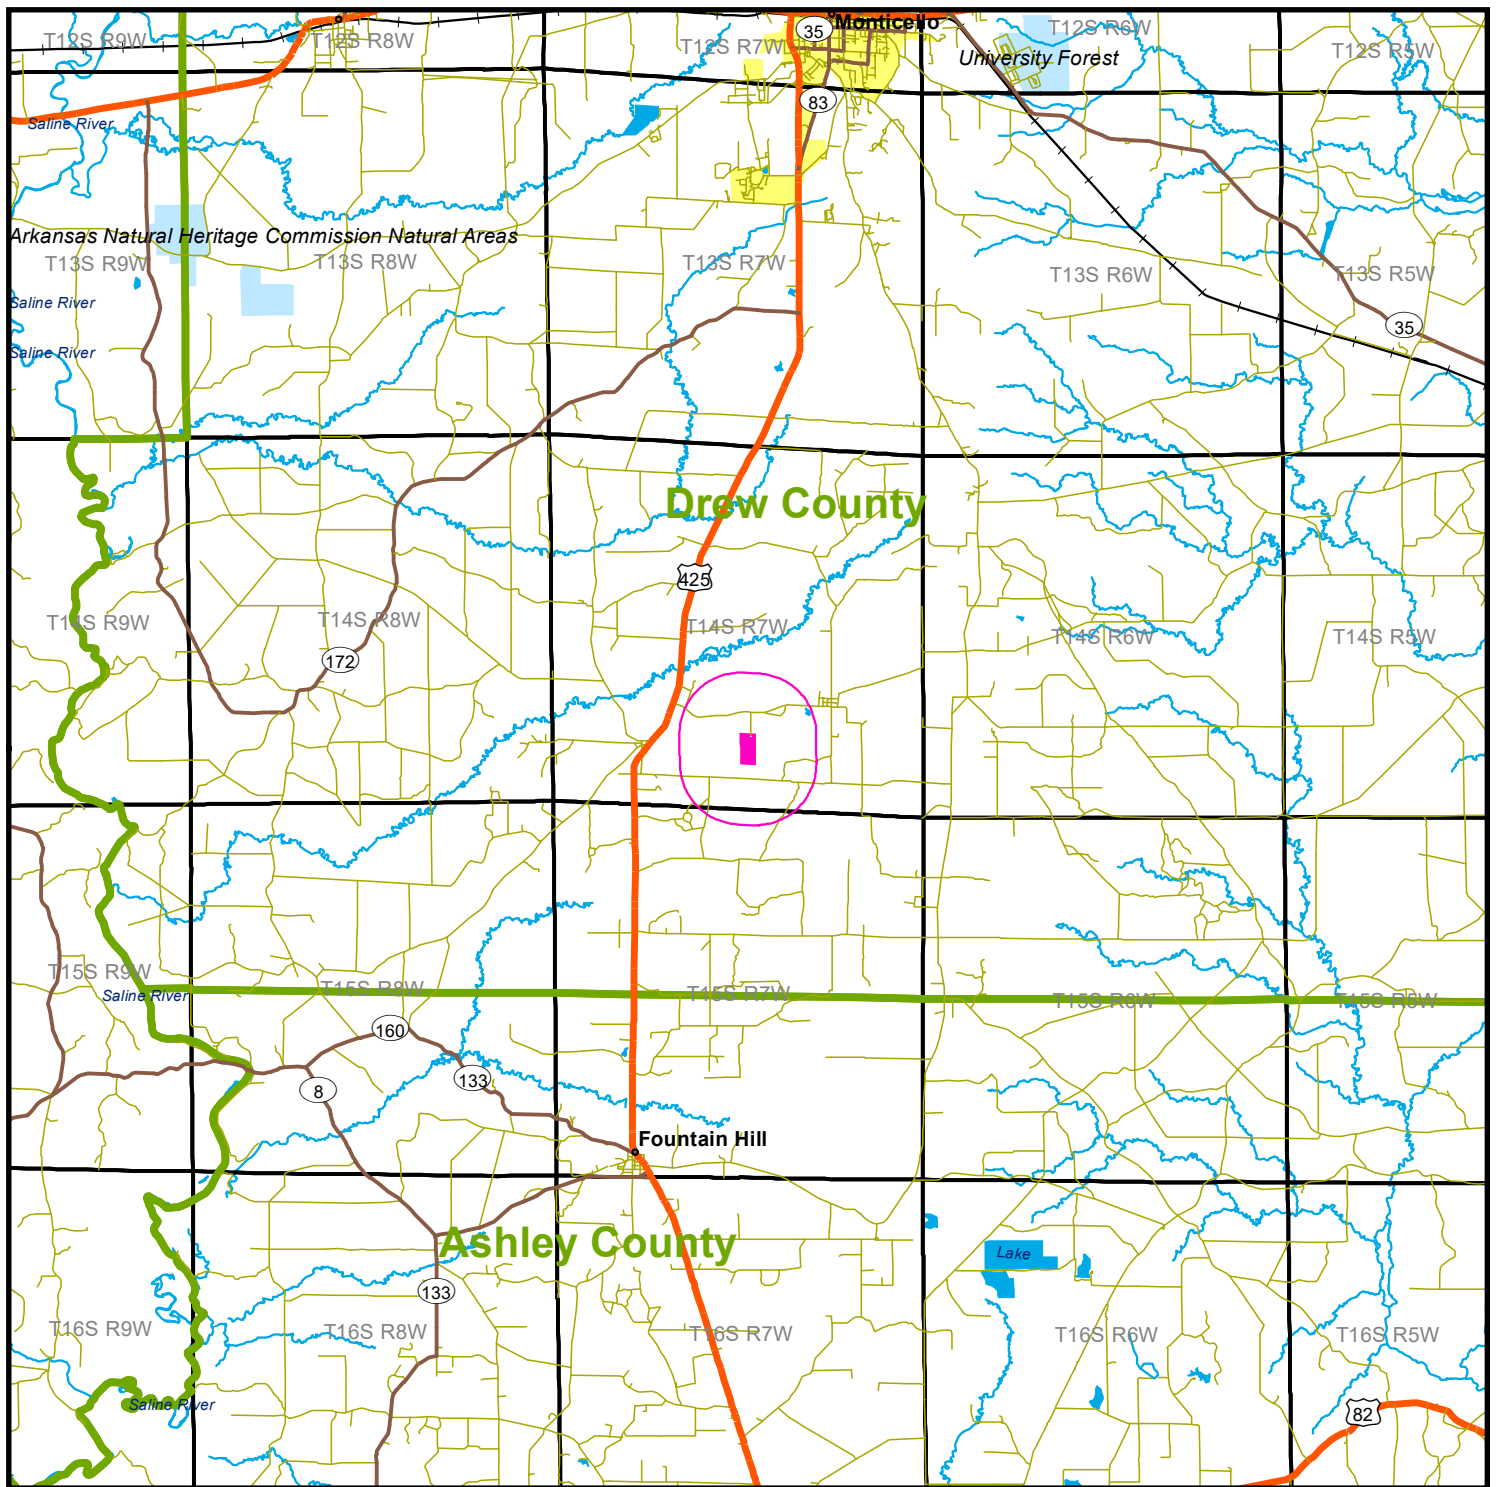 T12S R9W
T12S R8W
T12S R7W
35
Monticello
T12S R6W
University Forest
T12S R5W
83
Saline River
Arkansas Natural Heritage Commission Natural Areas
T13S R9W
T13S R8W
T13S R7W
T13S R6W
T13S R5W
Saline River
35
Saline River
Drew County
425
T14S R9W
T14S R8W
T14S R7W
T14S R6W
T14S R5W
172
T15S R9W
Saline River
T15S R8W
T15S R7W
T15S R6W
T15S R5W
160
133
8
Fountain Hill
Ashley County
Lake
133
T16S R9W
T16S R8W
T16S R7W
T16S R6W
T16S R5W
Saline River
82